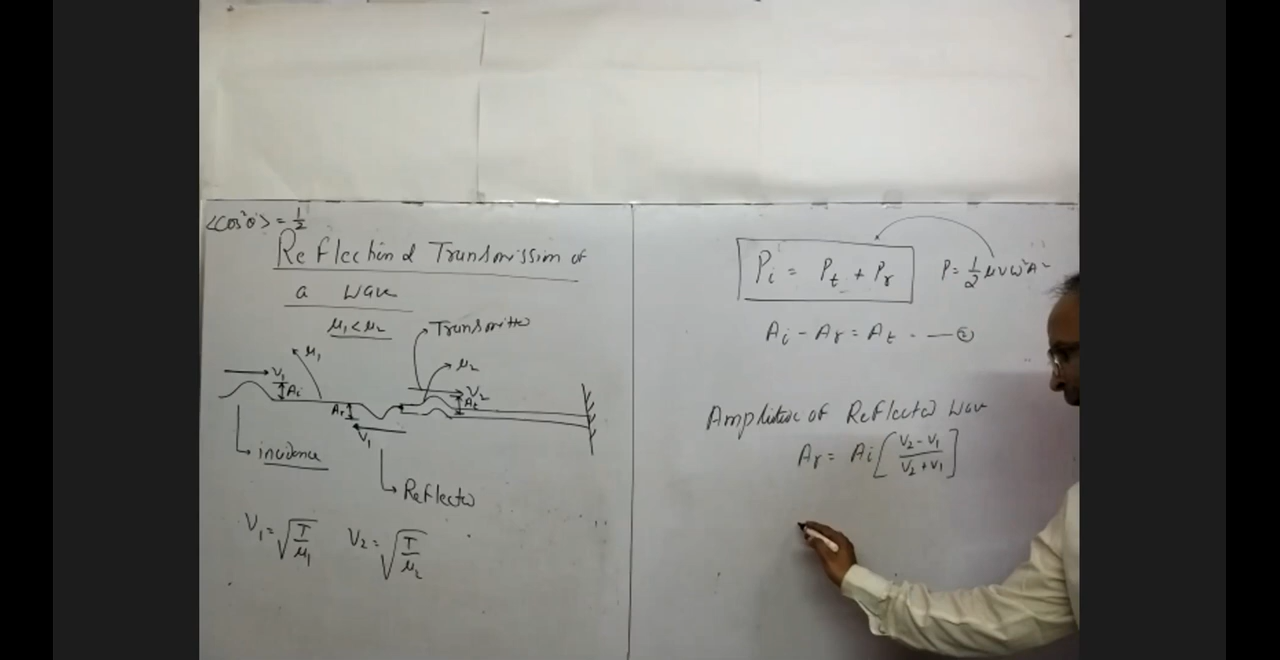 <cos²θ> = 1/2
Reflection & Transmission of
a wave
μ₁ < μ₂
Transmitted
μ₁
μ₂
V₁
Ai
V₂
Ar
At
V₁
incidence
Reflected
V₁ = √(T/μ₁) V₂ = √(T/μ₂)
Pi = Pt + Pr P = 1/2 μVω²A²
Ai - Ar = At - — ②
Amplitude of Reflected wave
Ar = Ai [ (V₂ - V₁) / (V₂ + V₁) ]